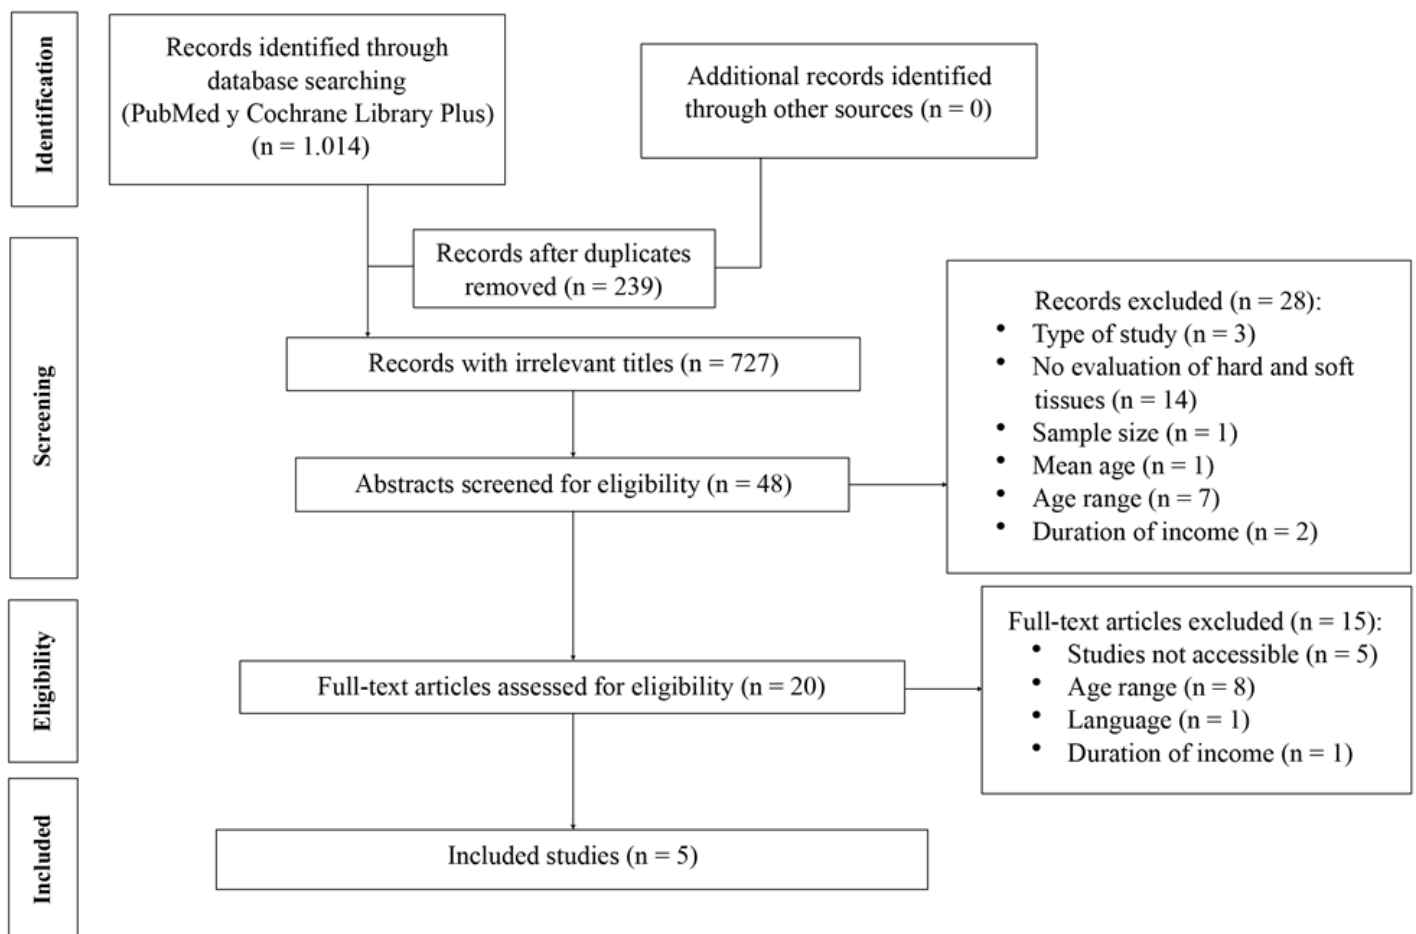 Identification
Records identified through
database searching
(PubMed y Cochrane Library Plus)
(n = 1.014)
Additional records identified
through other sources (n = 0)
Screening
Records after duplicates
removed (n = 239)
Records with irrelevant titles (n = 727)
Abstracts screened for eligibility (n = 48)
Records excluded (n = 28):
• Type of study (n = 3)
• No evaluation of hard and soft
tissues (n = 14)
• Sample size (n = 1)
• Mean age (n = 1)
• Age range (n = 7)
• Duration of income (n = 2)
Eligibility
Full-text articles assessed for eligibility (n = 20)
Full-text articles excluded (n = 15):
• Studies not accessible (n = 5)
• Age range (n = 8)
• Language (n = 1)
• Duration of income (n = 1)
Included
Included studies (n = 5)